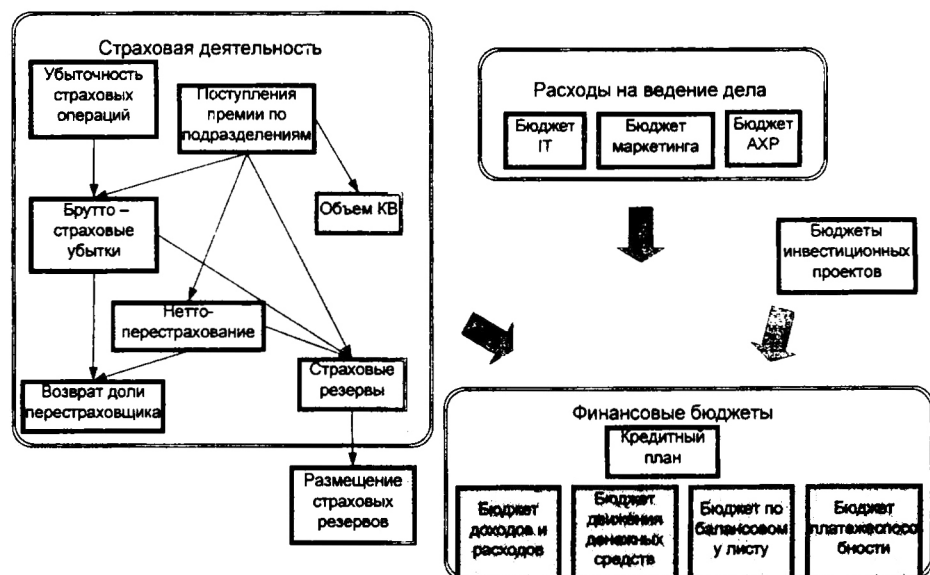 Страховая деятельность
Убыточность
страховых
операций
Поступления
премии по
подразделениям
Брутто –
страховые
убытки
Объем КВ
Нетто-
перестрахование
Возврат доли
перестраховщика
Страховые
резервы
Размещение
страховых
резервов
Расходы на ведение дела
Бюджет
IT
Бюджет
маркетинга
Бюджет
АХР
Бюджеты
инвестиционных
проектов
Финансовые бюджеты
Кредитный
план
Бюджет
доходов и
расходов
Бюджет
движения
денежных
средств
Бюджет по
балансовом
у листу
Бюджет
платежеспосо
бности